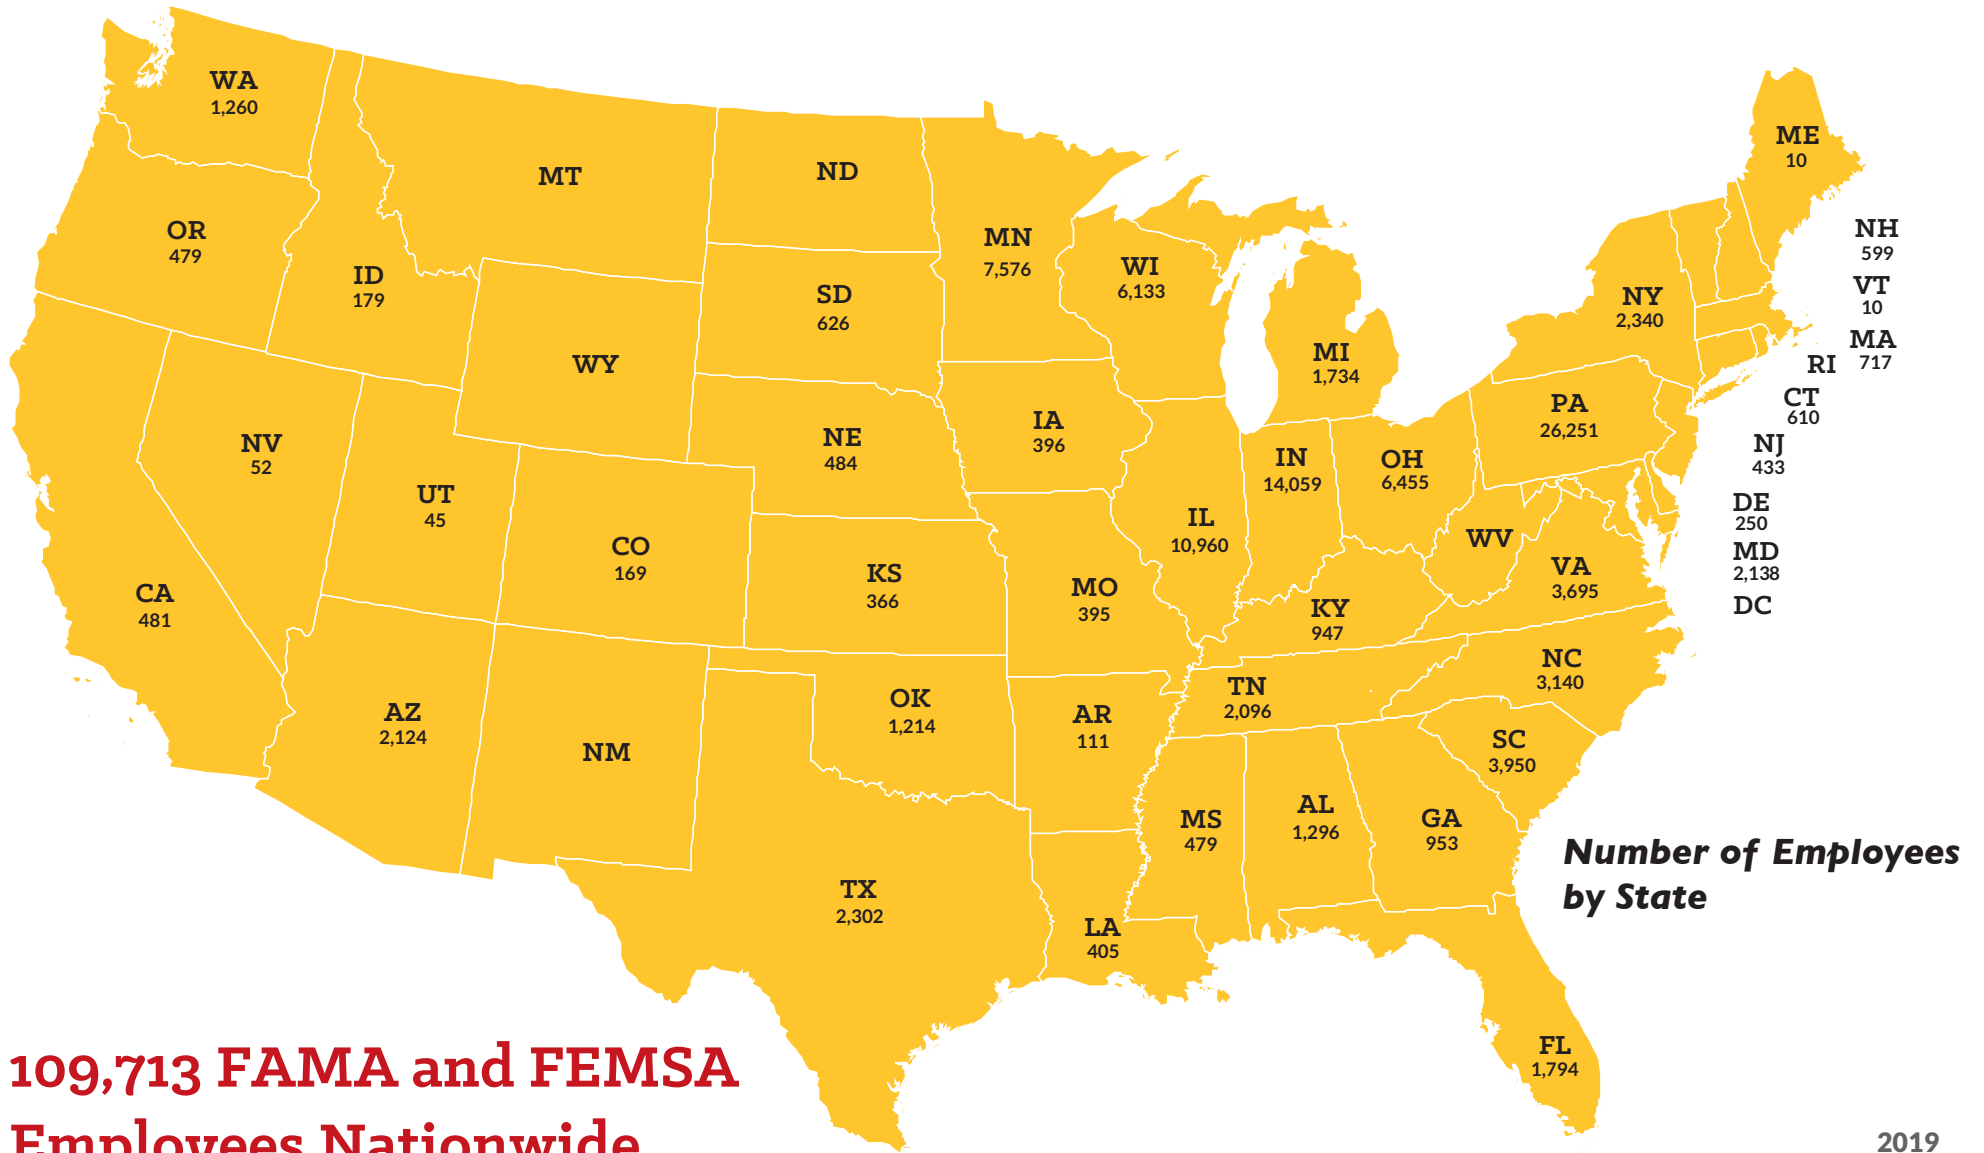 WA
1,260
OR
479
ID
179
MT
ND
MN
7,576
WI
6,133
SD
626
WY
NV
52
UT
45
CO
169
NE
484
IA
396
KS
366
MO
395
IL
10,960
IN
14,059
MI
1,734
OH
6,455
PA
26,251
NY
2,340
ME
10
NH
599
VT
10
MA
717
RI
CT
610
NJ
433
DE
250
MD
2,138
DC
WV
VA
3,695
KY
947
NC
3,140
TN
2,096
SC
3,950
CA
481
AZ
2,124
NM
OK
1,214
AR
111
MS
479
AL
1,296
GA
953
TX
2,302
LA
405
FL
1,794
Number of Employees
by State
109,713 FAMA and FEMSA
Employees Nationwide
2019